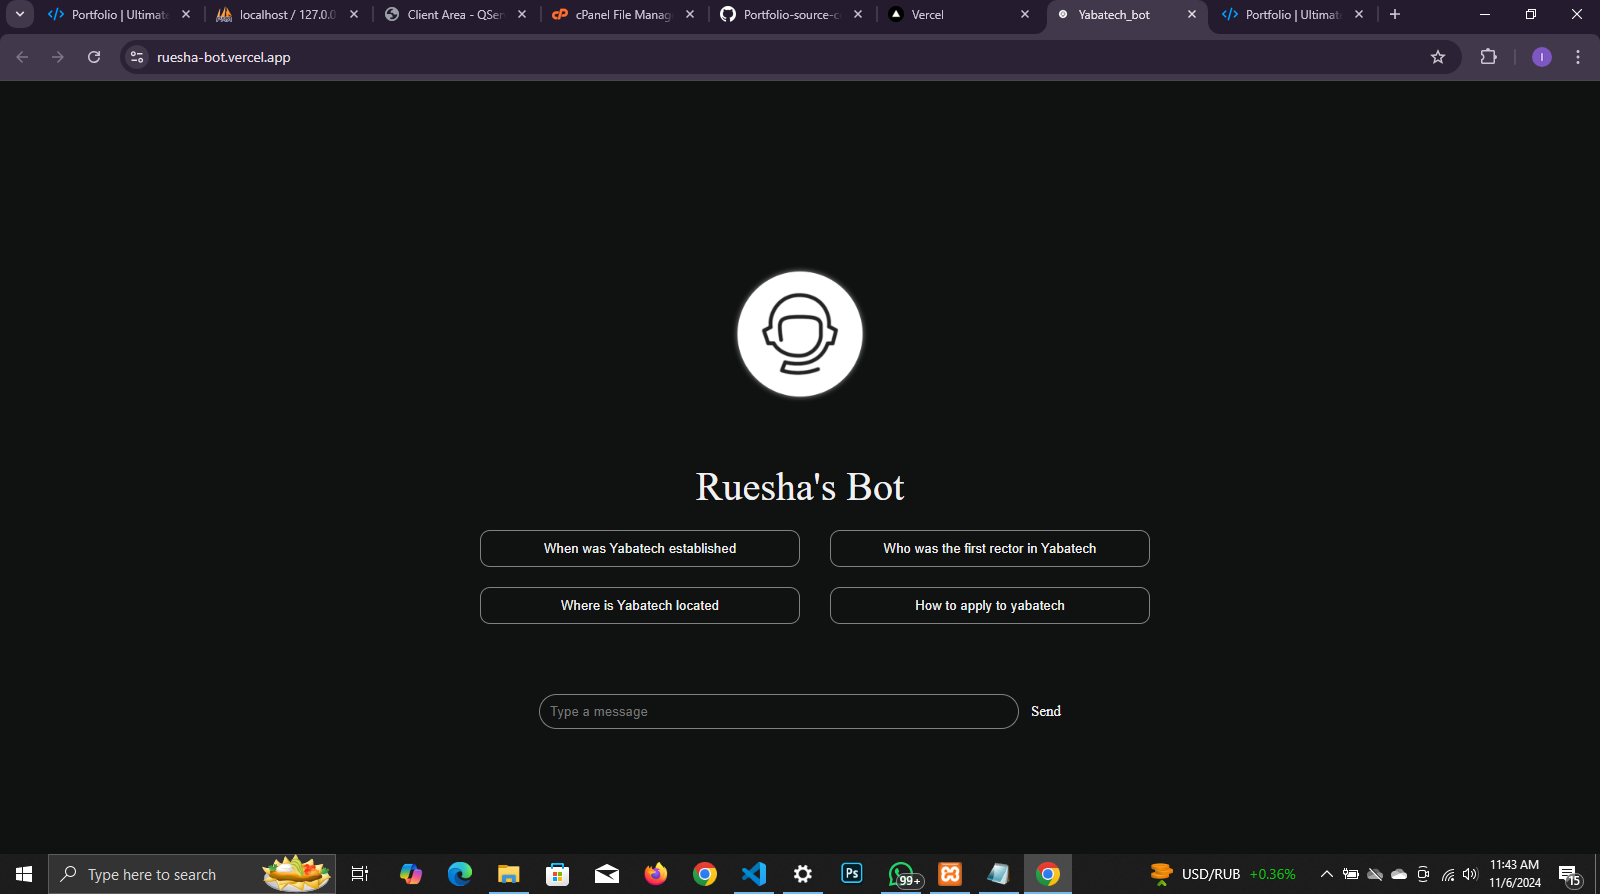 Portfolio | Ultimate
localhost / 127.0.0
Client Area - QSer
cPanel File Manag
Portfolio-source-c
Vercel
Yabatech_bot
Portfolio | Ultimate
ruesha-bot.vercel.app
I
Ruesha's Bot
When was Yabatech established
Who was the first rector in Yabatech
Where is Yabatech located
How to apply to yabatech
Type a message
Send
Type here to search
Ps
99+
USD/RUB +0.36%
11:43 AM
11/6/2024
15